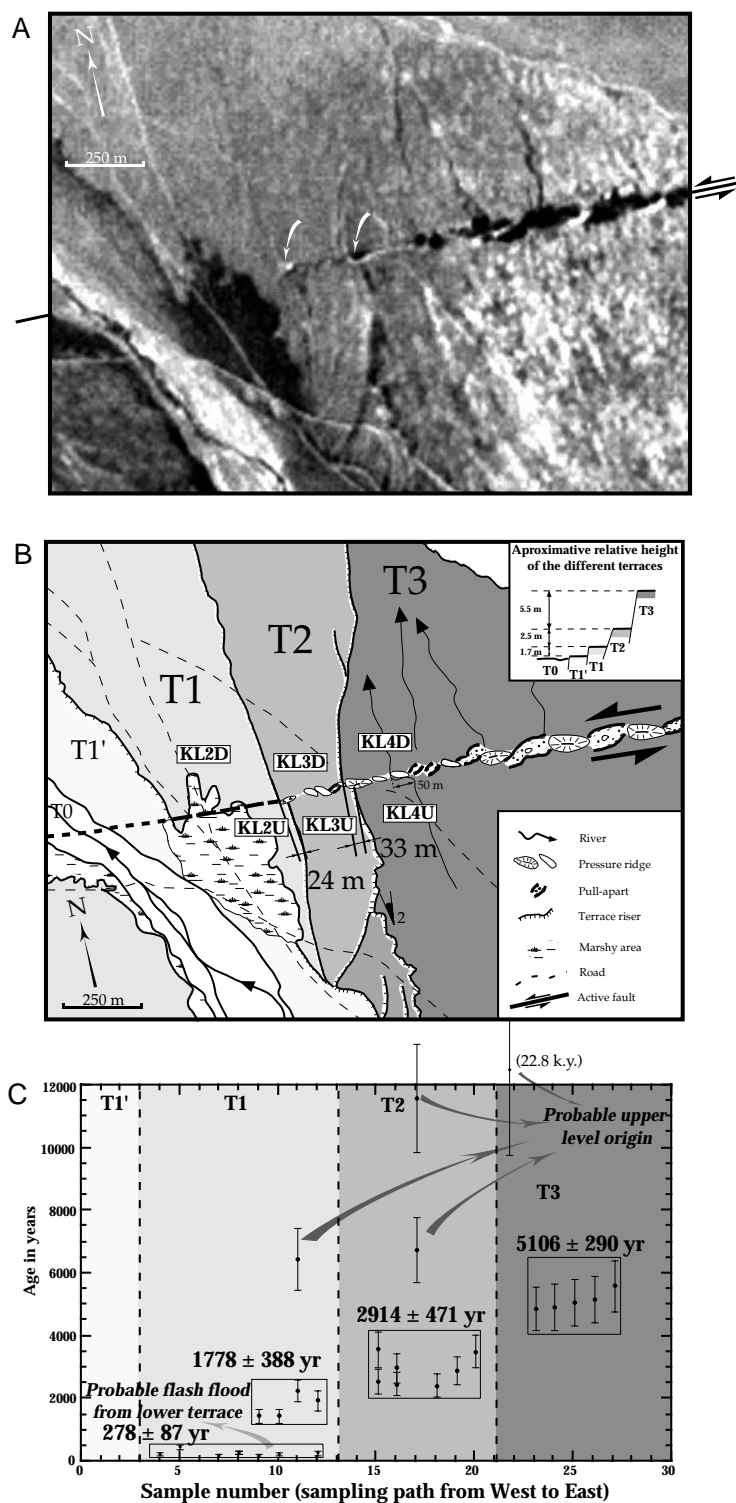 A
N
250 m
B
Aproximative relative height
of the different terraces
5.5 m
2.5 m
1.7 m
T3
T2
T1
T1'
T0
T3
T2
T1
T1'
T0
KL2D
KL3D
KL4D
50 m
KL2U
KL3U
KL4U
33 m
24 m
2
N
250 m
River
Pressure ridge
Pull-apart
Terrace riser
Marshy area
Road
Active fault
C
(22.8 k.y.)
12000
10000
8000
6000
4000
2000
0
Age in years
T1'
T1
T2
T3
Probable upper
level origin
5106 ± 290 yr
2914 ± 471 yr
1778 ± 388 yr
Probable flash flood
from lower terrace
278 ± 87 yr
0 5 10 15 20 25 30
Sample number (sampling path from West to East)